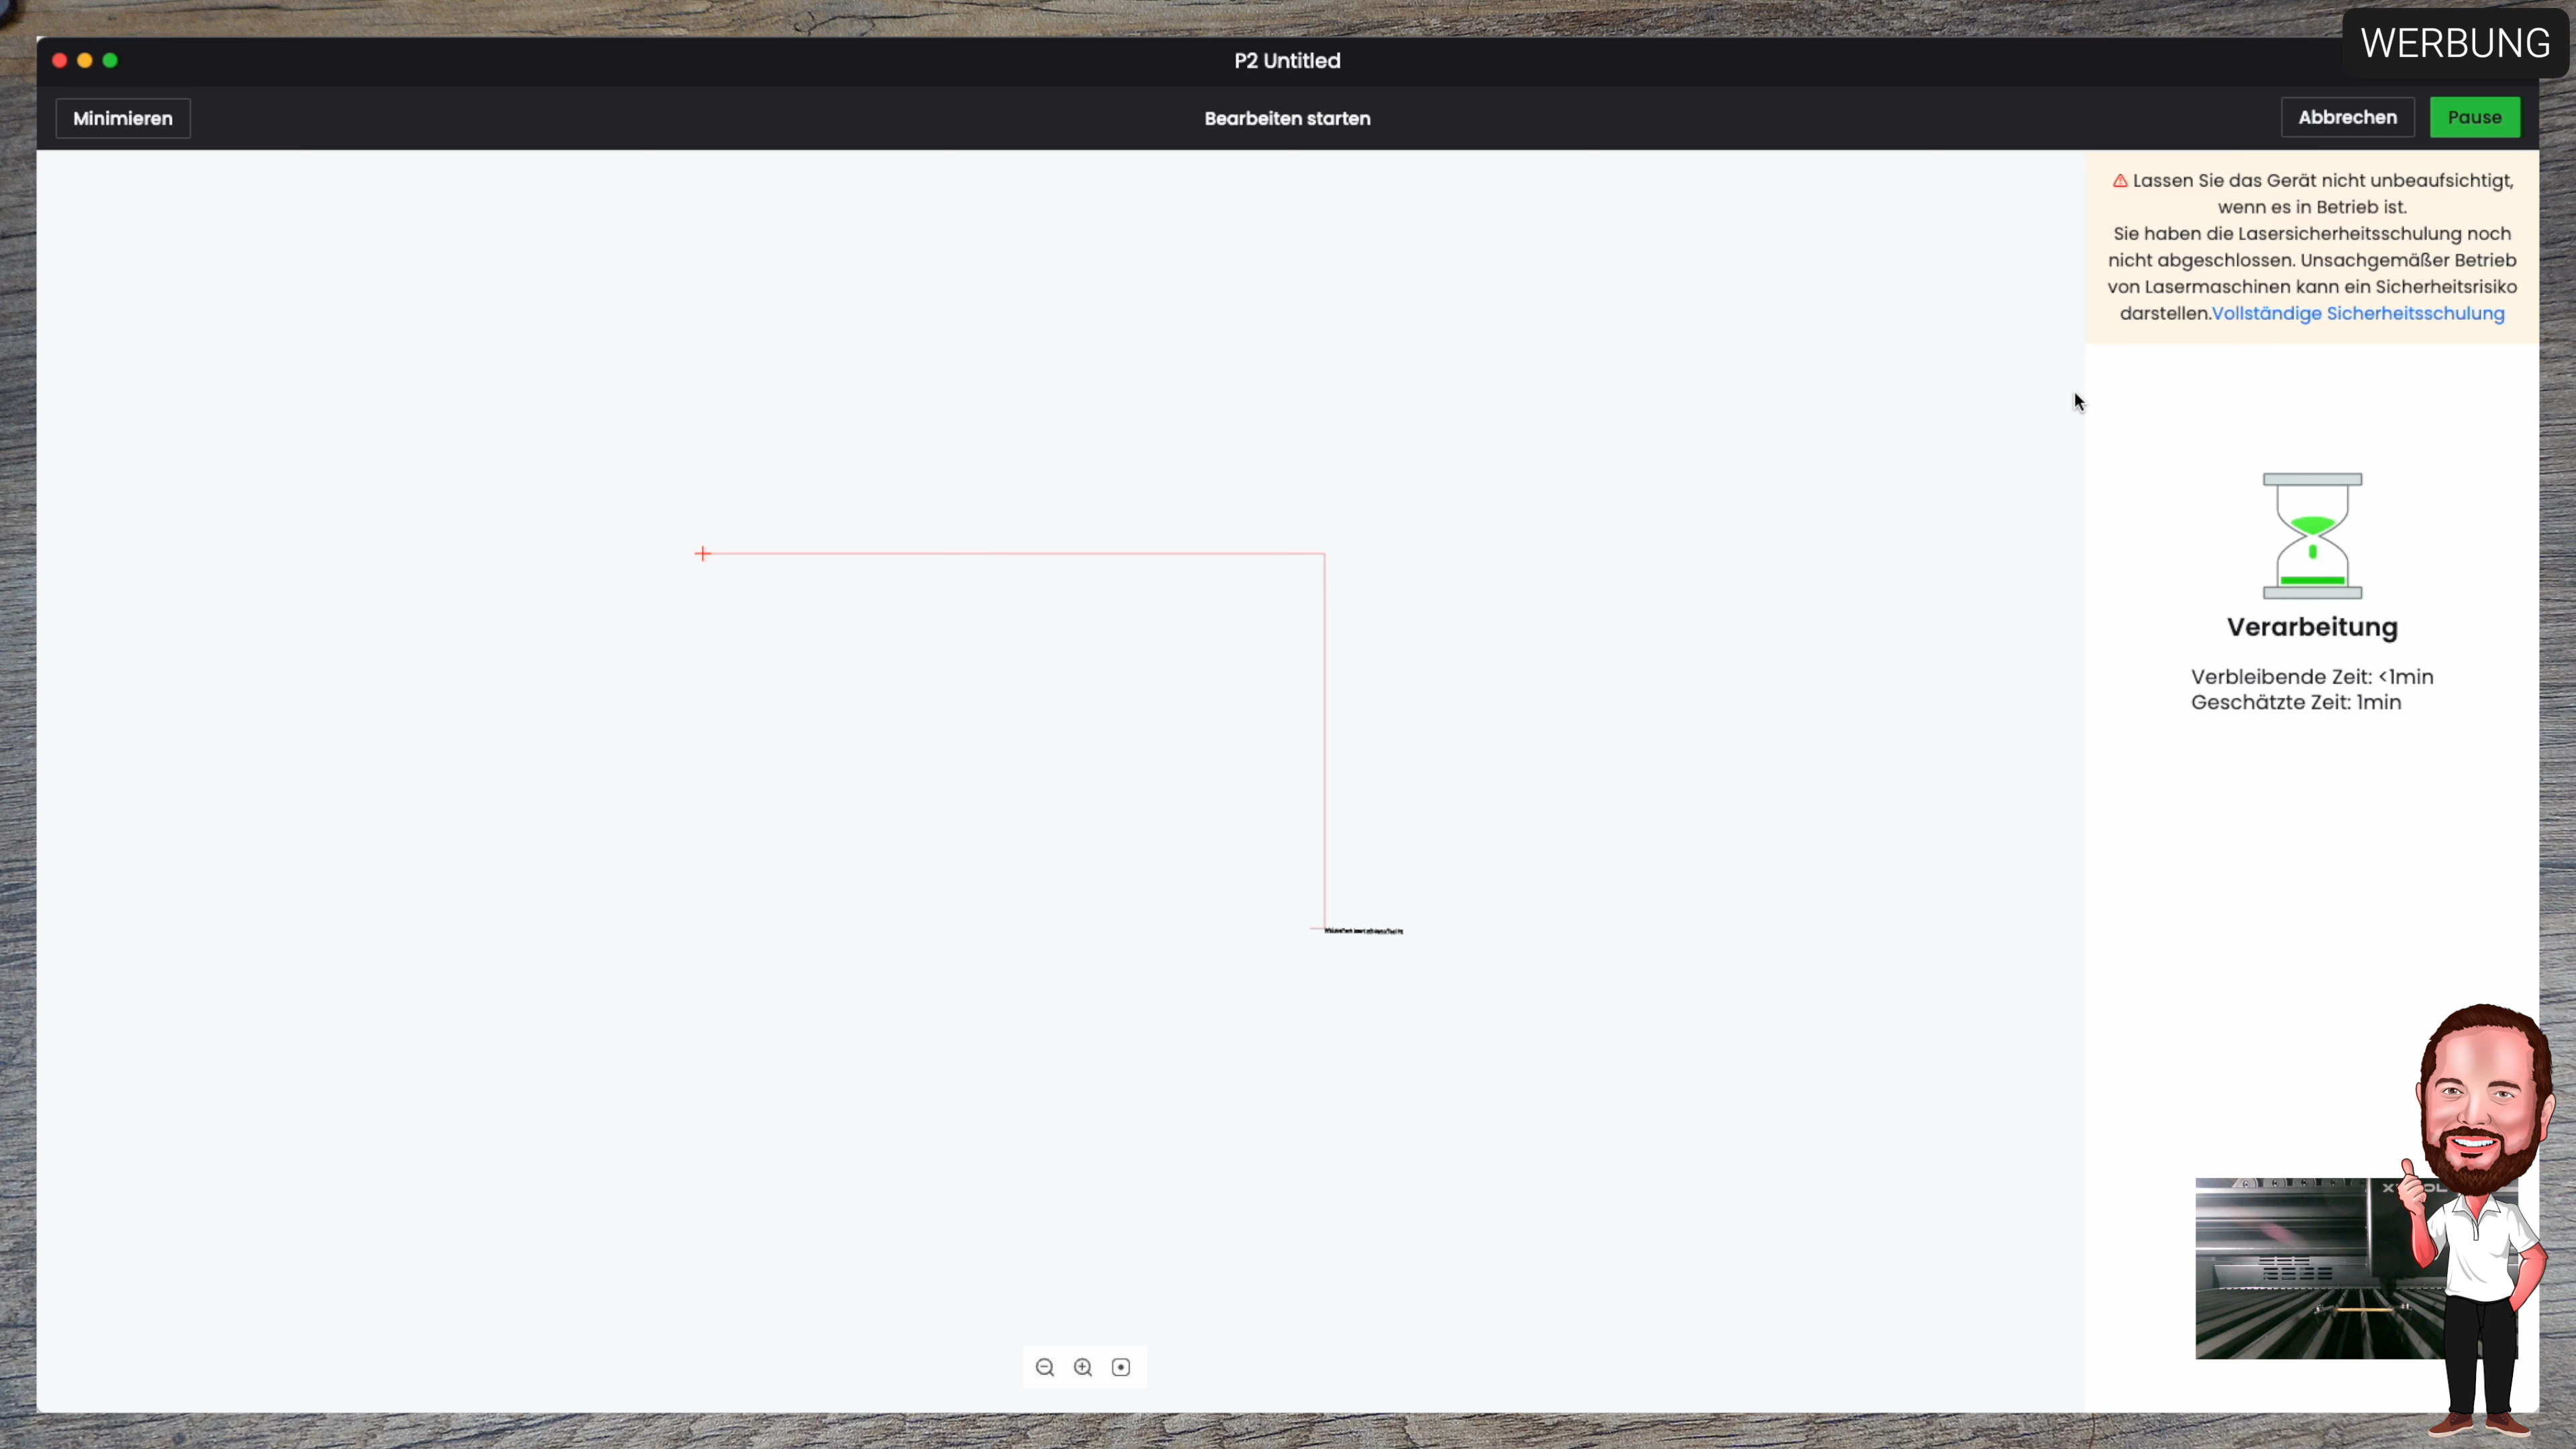 WERBUNG
P2 Untitled
Minimieren
Bearbeiten starten
Abbrechen
Pause
Lassen Sie das Gerät nicht unbeaufsichtigt,
wenn es in Betrieb ist.
Sie haben die Lasersicherheitsschulung noch
nicht abgeschlossen. Unsachgemäßer Betrieb
von Lasermaschinen kann ein Sicherheitsrisiko
darstellen.Vollständige Sicherheitsschulung
Verarbeitung
Verbleibende Zeit: <1min
Geschätzte Zeit: 1min